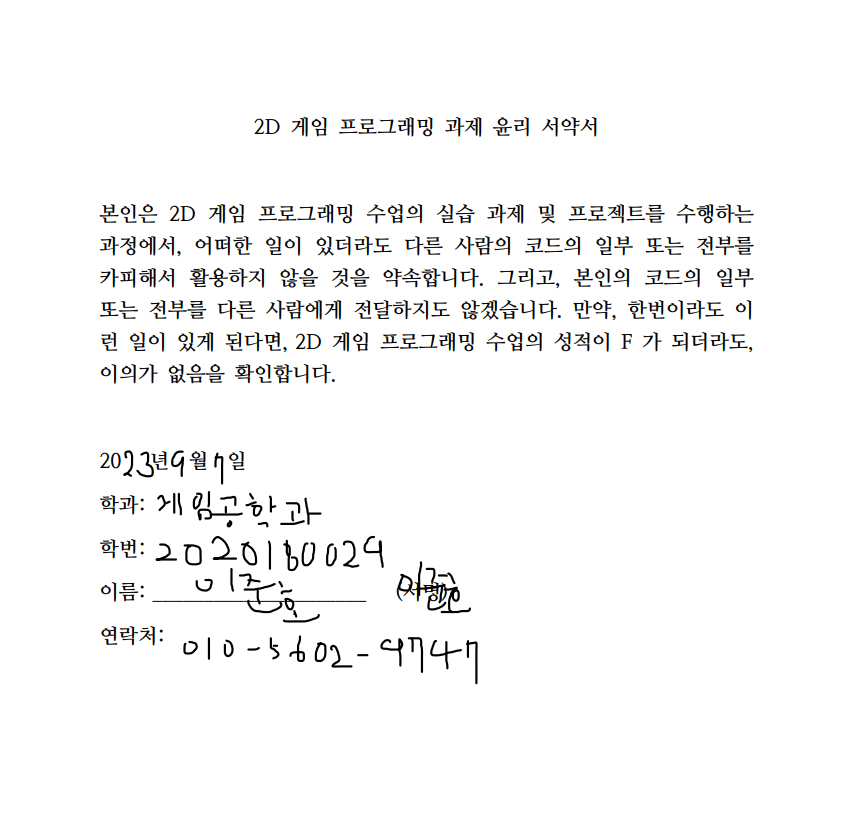 2D 게임 프로그래밍 과제 윤리 서약서
본인은 2D 게임 프로그래밍 수업의 실습 과제 및 프로젝트를 수행하는
과정에서, 어떠한 일이 있더라도 다른 사람의 코드의 일부 또는 전부를
카피해서 활용하지 않을 것을 약속합니다. 그리고, 본인의 코드의 일부
또는 전부를 다른 사람에게 전달하지도 않겠습니다. 만약, 한번이라도 이
런 일이 있게 된다면, 2D 게임 프로그래밍 수업의 성적이 F 가 되더라도,
이의가 없음을 확인합니다.
2023년 9월 7일
학과: 게임공학과
학번: 2020180029
이름: 이준호 (서명) 이준호
연락처: 010-5602-9747